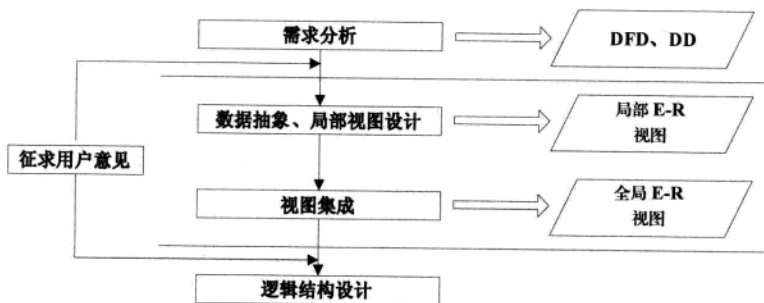 需求分析
DFD、DD
数据抽象、局部视图设计
局部 E-R
视图
征求用户意见
视图集成
全局 E-R
视图
逻辑结构设计